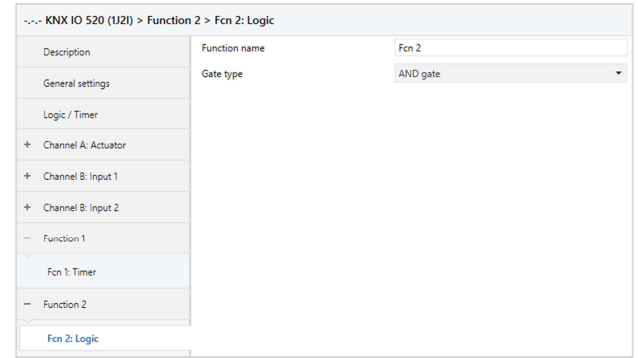 -.-.- KNX IO 520 (1J2I) > Function 2 > Fcn 2: Logic
Description
Function name
Fcn 2
General settings
Gate type
AND gate
Logic / Timer
+ Channel A: Actuator
+ Channel B: Input 1
+ Channel B: Input 2
− Function 1
Fcn 1: Timer
− Function 2
Fcn 2: Logic